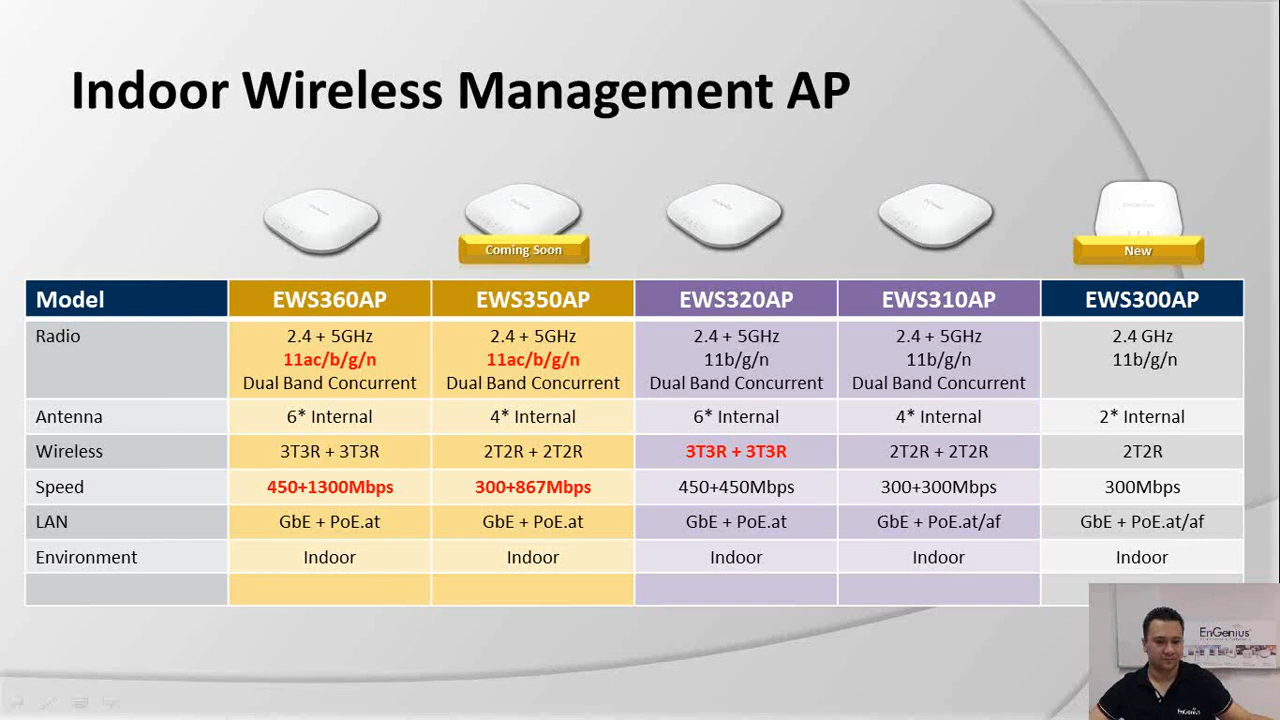 Indoor Wireless Management AP
EnGenius
Coming Soon
New
Model EWS360AP EWS350AP EWS320AP EWS310AP EWS300AP
Radio 2.4 + 5GHz 2.4 + 5GHz 2.4 + 5GHz 2.4 + 5GHz 2.4 GHz
11ac/b/g/n 11ac/b/g/n 11b/g/n 11b/g/n 11b/g/n
Dual Band Concurrent Dual Band Concurrent Dual Band Concurrent Dual Band Concurrent
Antenna 6* Internal 4* Internal 6* Internal 4* Internal 2* Internal
Wireless 3T3R + 3T3R 2T2R + 2T2R 3T3R + 3T3R 2T2R + 2T2R 2T2R
Speed 450+1300Mbps 300+867Mbps 450+450Mbps 300+300Mbps 300Mbps
LAN GbE + PoE.at GbE + PoE.at GbE + PoE.at GbE + PoE.at/af GbE + PoE.at/af
Environment Indoor Indoor Indoor Indoor Indoor
EnGenius
EnGenius